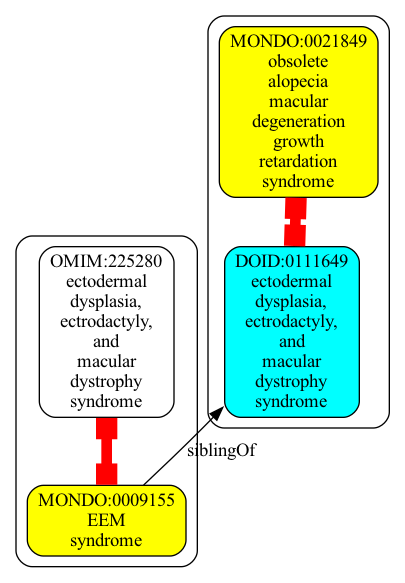 MONDO:0021849
obsolete
alopecia
macular
degeneration
growth
retardation
syndrome
OMIM:225280
ectodermal
dysplasia,
ectrodactyly,
and
macular
dystrophy
syndrome
DOID:0111649
ectodermal
dysplasia,
ectrodactyly,
and
macular
dystrophy
syndrome
siblingOf
MONDO:0009155
EEM
syndrome